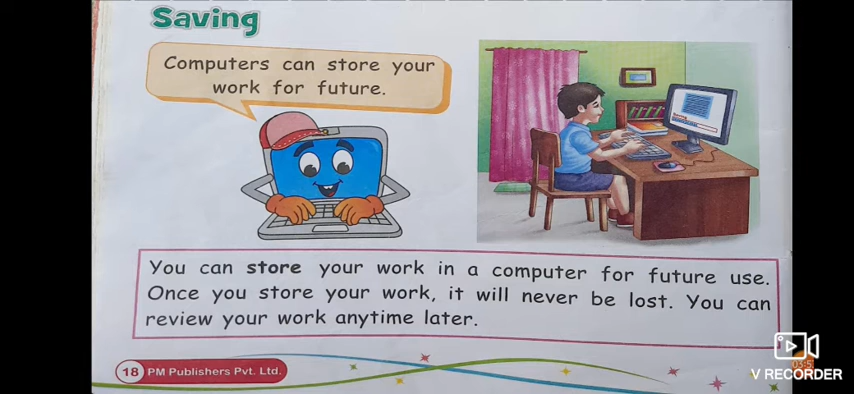 Saving
Computers can store your
work for future.
You can store your work in a computer for future use.
Once you store your work, it will never be lost. You can
review your work anytime later.
18 PM Publishers Pvt. Ltd.
V RECORDER